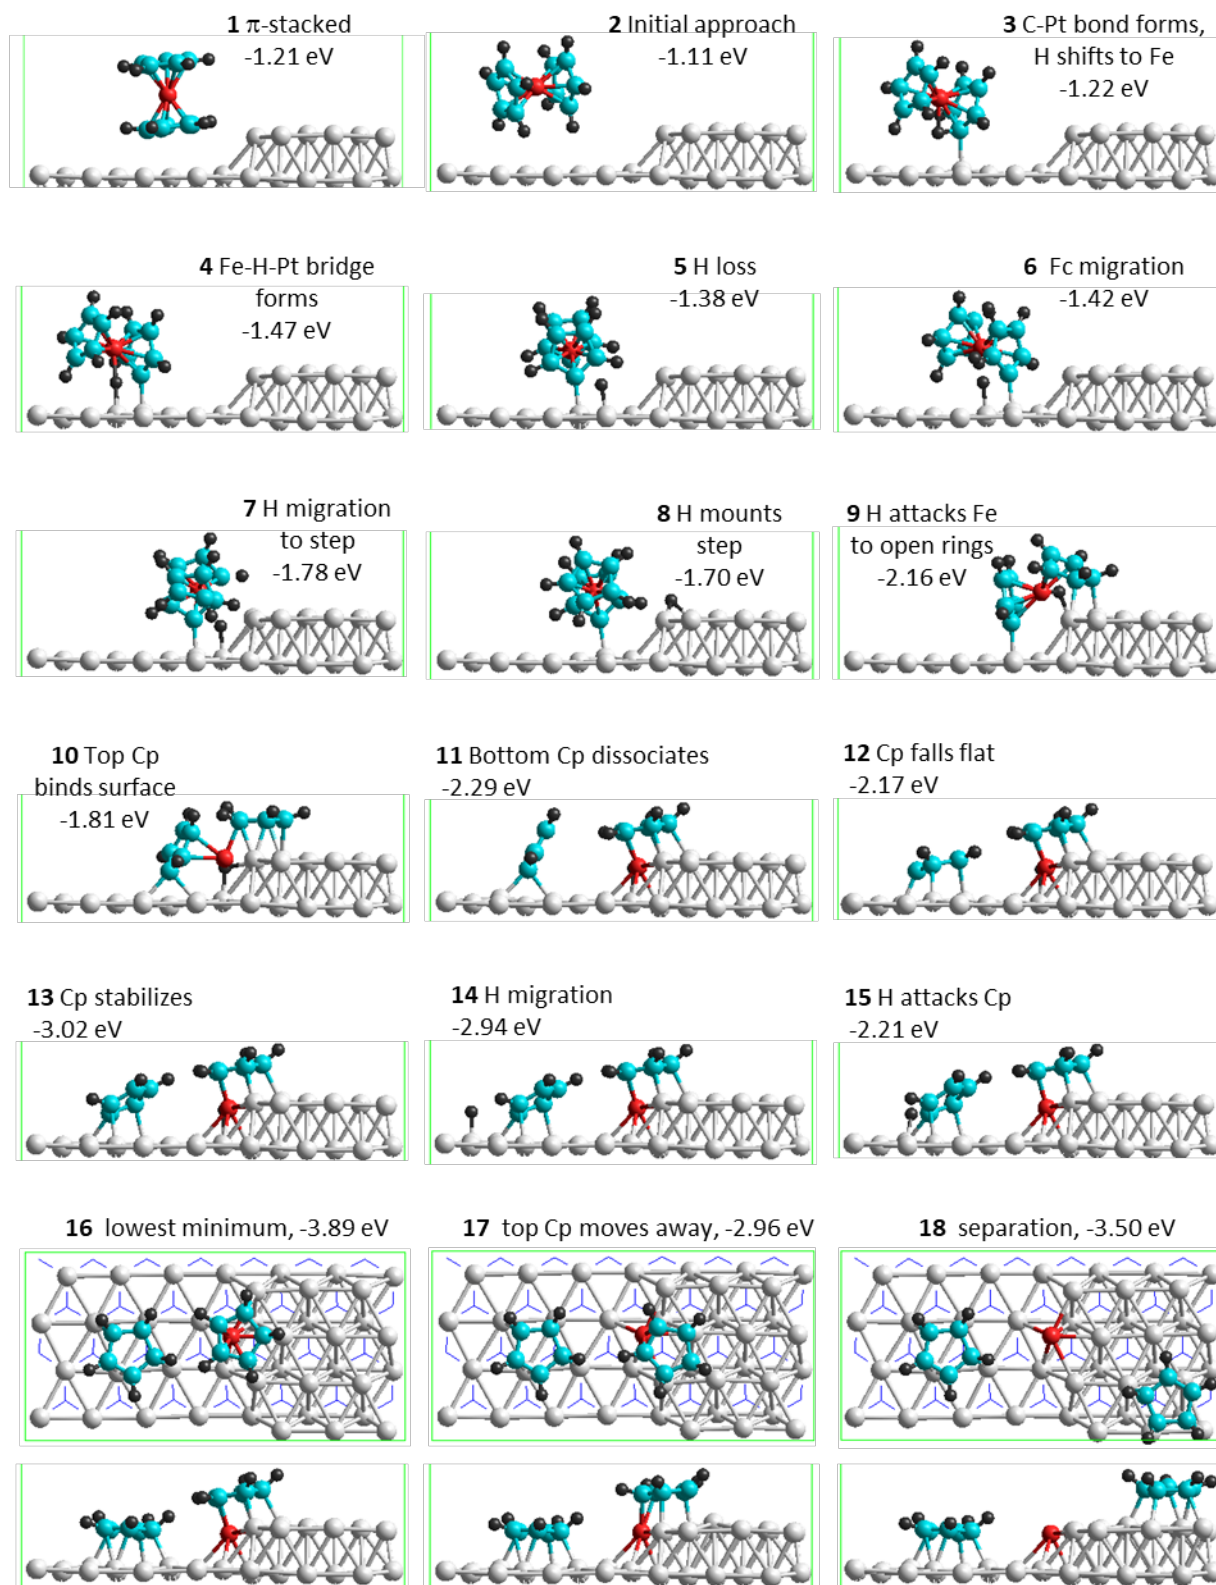 1 π-stacked
-1.21 eV
2 Initial approach
-1.11 eV
3 C-Pt bond forms,
H shifts to Fe
-1.22 eV
4 Fe-H-Pt bridge
forms
-1.47 eV
5 H loss
-1.38 eV
6 Fc migration
-1.42 eV
7 H migration
to step
-1.78 eV
8 H mounts
step
-1.70 eV
9 H attacks Fe
to open rings
-2.16 eV
10 Top Cp
binds surface
-1.81 eV
11 Bottom Cp dissociates
-2.29 eV
12 Cp falls flat
-2.17 eV
13 Cp stabilizes
-3.02 eV
14 H migration
-2.94 eV
15 H attacks Cp
-2.21 eV
16 lowest minimum, -3.89 eV
17 top Cp moves away, -2.96 eV
18 separation, -3.50 eV